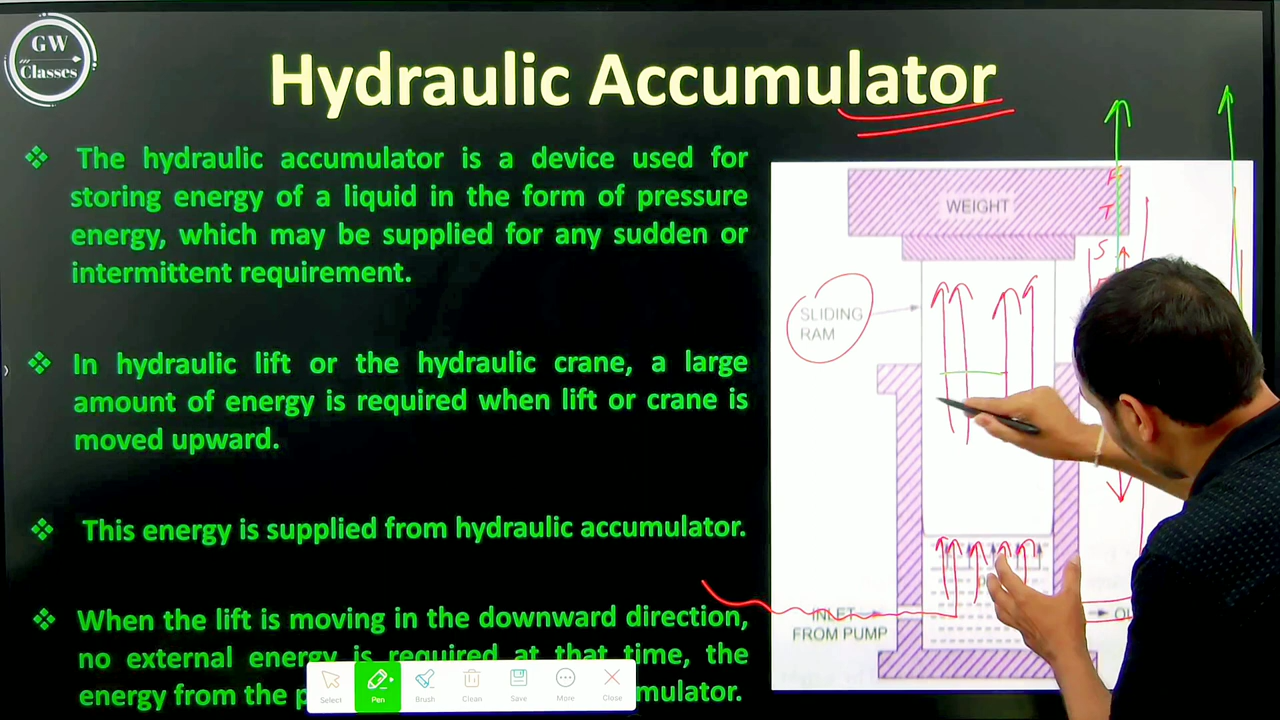 GW
Classes
Hydraulic Accumulator
❖ The hydraulic accumulator is a device used for
storing energy of a liquid in the form of pressure
energy, which may be supplied for any sudden or
intermittent requirement.
❖ In hydraulic lift or the hydraulic crane, a large
amount of energy is required when lift or crane is
moved upward.
❖ This energy is supplied from hydraulic accumulator.
❖ When the lift is moving in the downward direction,
no external energy is required at that time, the
energy from the
WEIGHT
SLIDING
RAM
INLET
FROM PUMP
Select
Pen
Brush
Clean
Save
More
Close